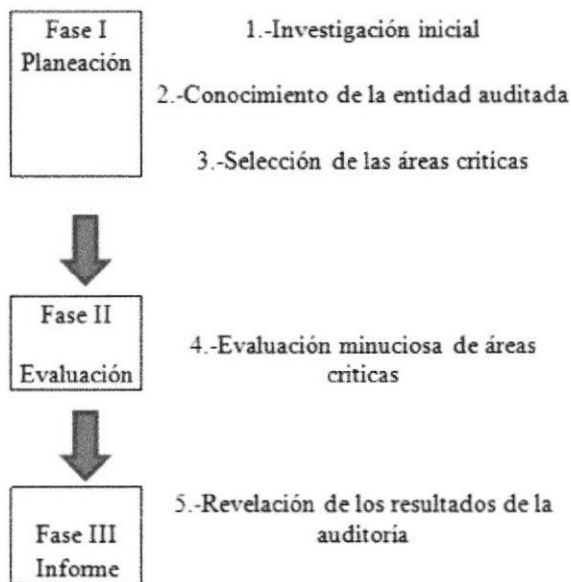 Fase I
Planeación
1.-Investigación inicial
2.-Conocimiento de la entidad auditada
3.-Selección de las áreas criticas
Fase II
Evaluación
4.-Evaluación minuciosa de áreas
criticas
Fase III
Informe
5.-Revelación de los resultados de la
auditoría